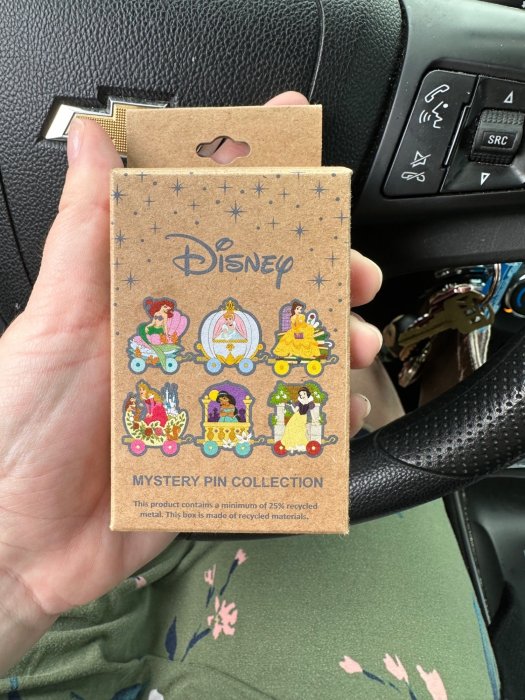 SRC
Disney
MYSTERY PIN COLLECTION
This product contains a minimum of 25% recycled
metal. This box is made of recycled materials.